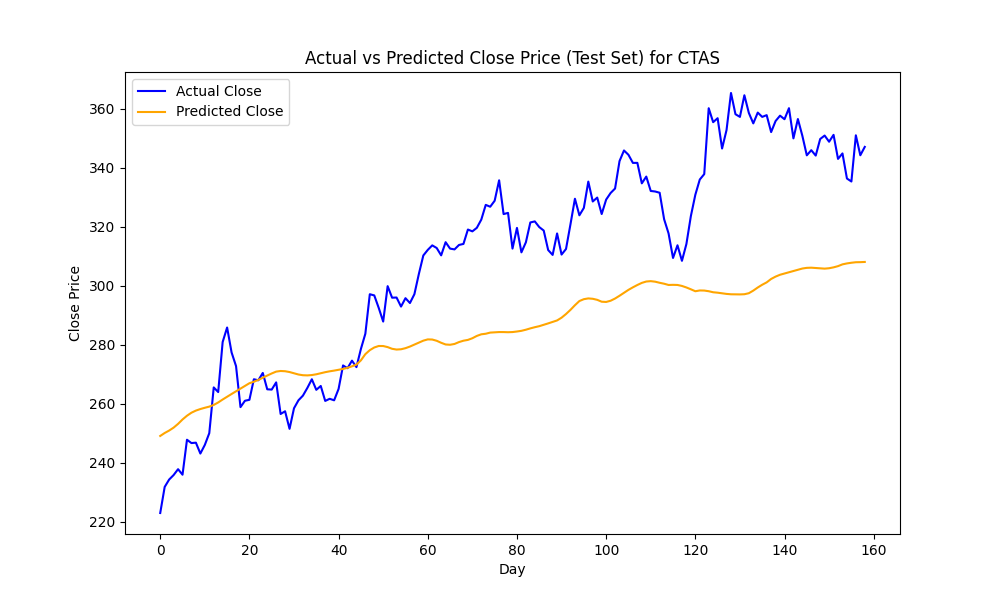 Actual vs Predicted Close Price (Test Set) for CTAS
Actual Close
Predicted Close
360
340
320
300
280
260
240
220
Close Price
0 20 40 60 80 100 120 140 160
Day